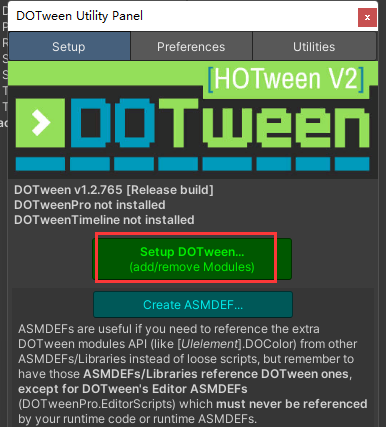 DOTween Utility Panel
x
Setup Preferences Utilities
[HOTween V2]
DOTween
DOTween v1.2.765 [Release build]
DOTweenPro not installed
DOTweenTimeline not installed
Setup DOTween...
(add/remove Modules)
Create ASMDEF...
ASMDEFs are useful if you need to reference the extra
DOTween modules API (like [UIelement].DOColor) from other
ASMDEFs/Libraries instead of loose scripts, but remember to
have those ASMDEFs/Libraries reference DOTween ones,
except for DOTween's Editor ASMDEFs
(DOTweenPro.EditorScripts) which must never be referenced
by your runtime code or runtime ASMDEFs.